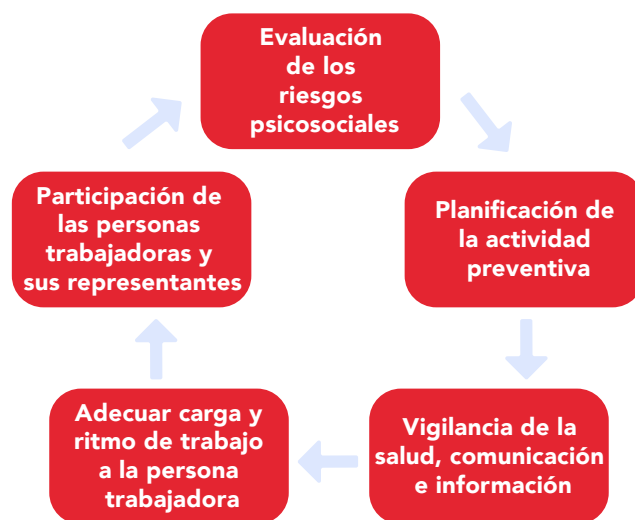 Evaluación
de los
riesgos
psicosociales
Planificación de
la actividad
preventiva
Vigilancia de la
salud, comunicación
e información
Adecuar carga y
ritmo de trabajo
a la persona
trabajadora
Participación de
las personas
trabajadoras y
sus representantes